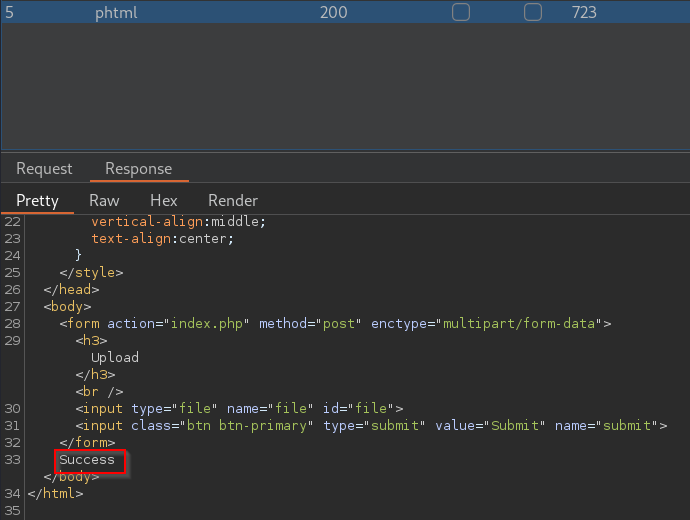 5 phtml 200 723
Request Response
Pretty Raw Hex Render
22 vertical-align:middle;
23 text-align:center;
24 }
25 </style>
26 </head>
27 <body>
28 <form action="index.php" method="post" enctype="multipart/form-data">
29 <h3>
Upload
</h3>
<br />
30 <input type="file" name="file" id="file">
31 <input class="btn btn-primary" type="submit" value="Submit" name="submit">
32 </form>
33 Success
</body>
34 </html>
35